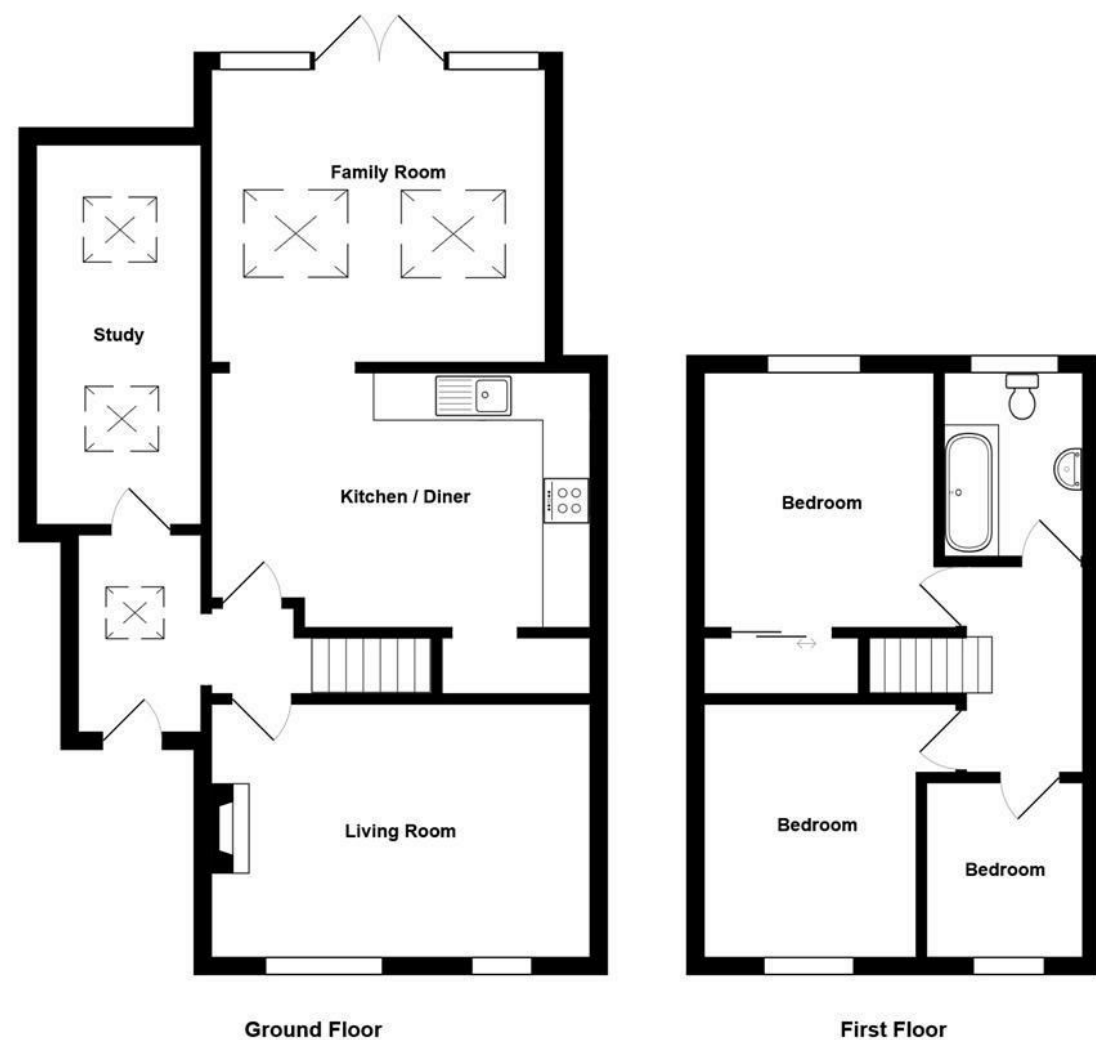 Family Room
Study
Kitchen / Diner
Living Room
Ground Floor
Bedroom
Bedroom
Bedroom
First Floor